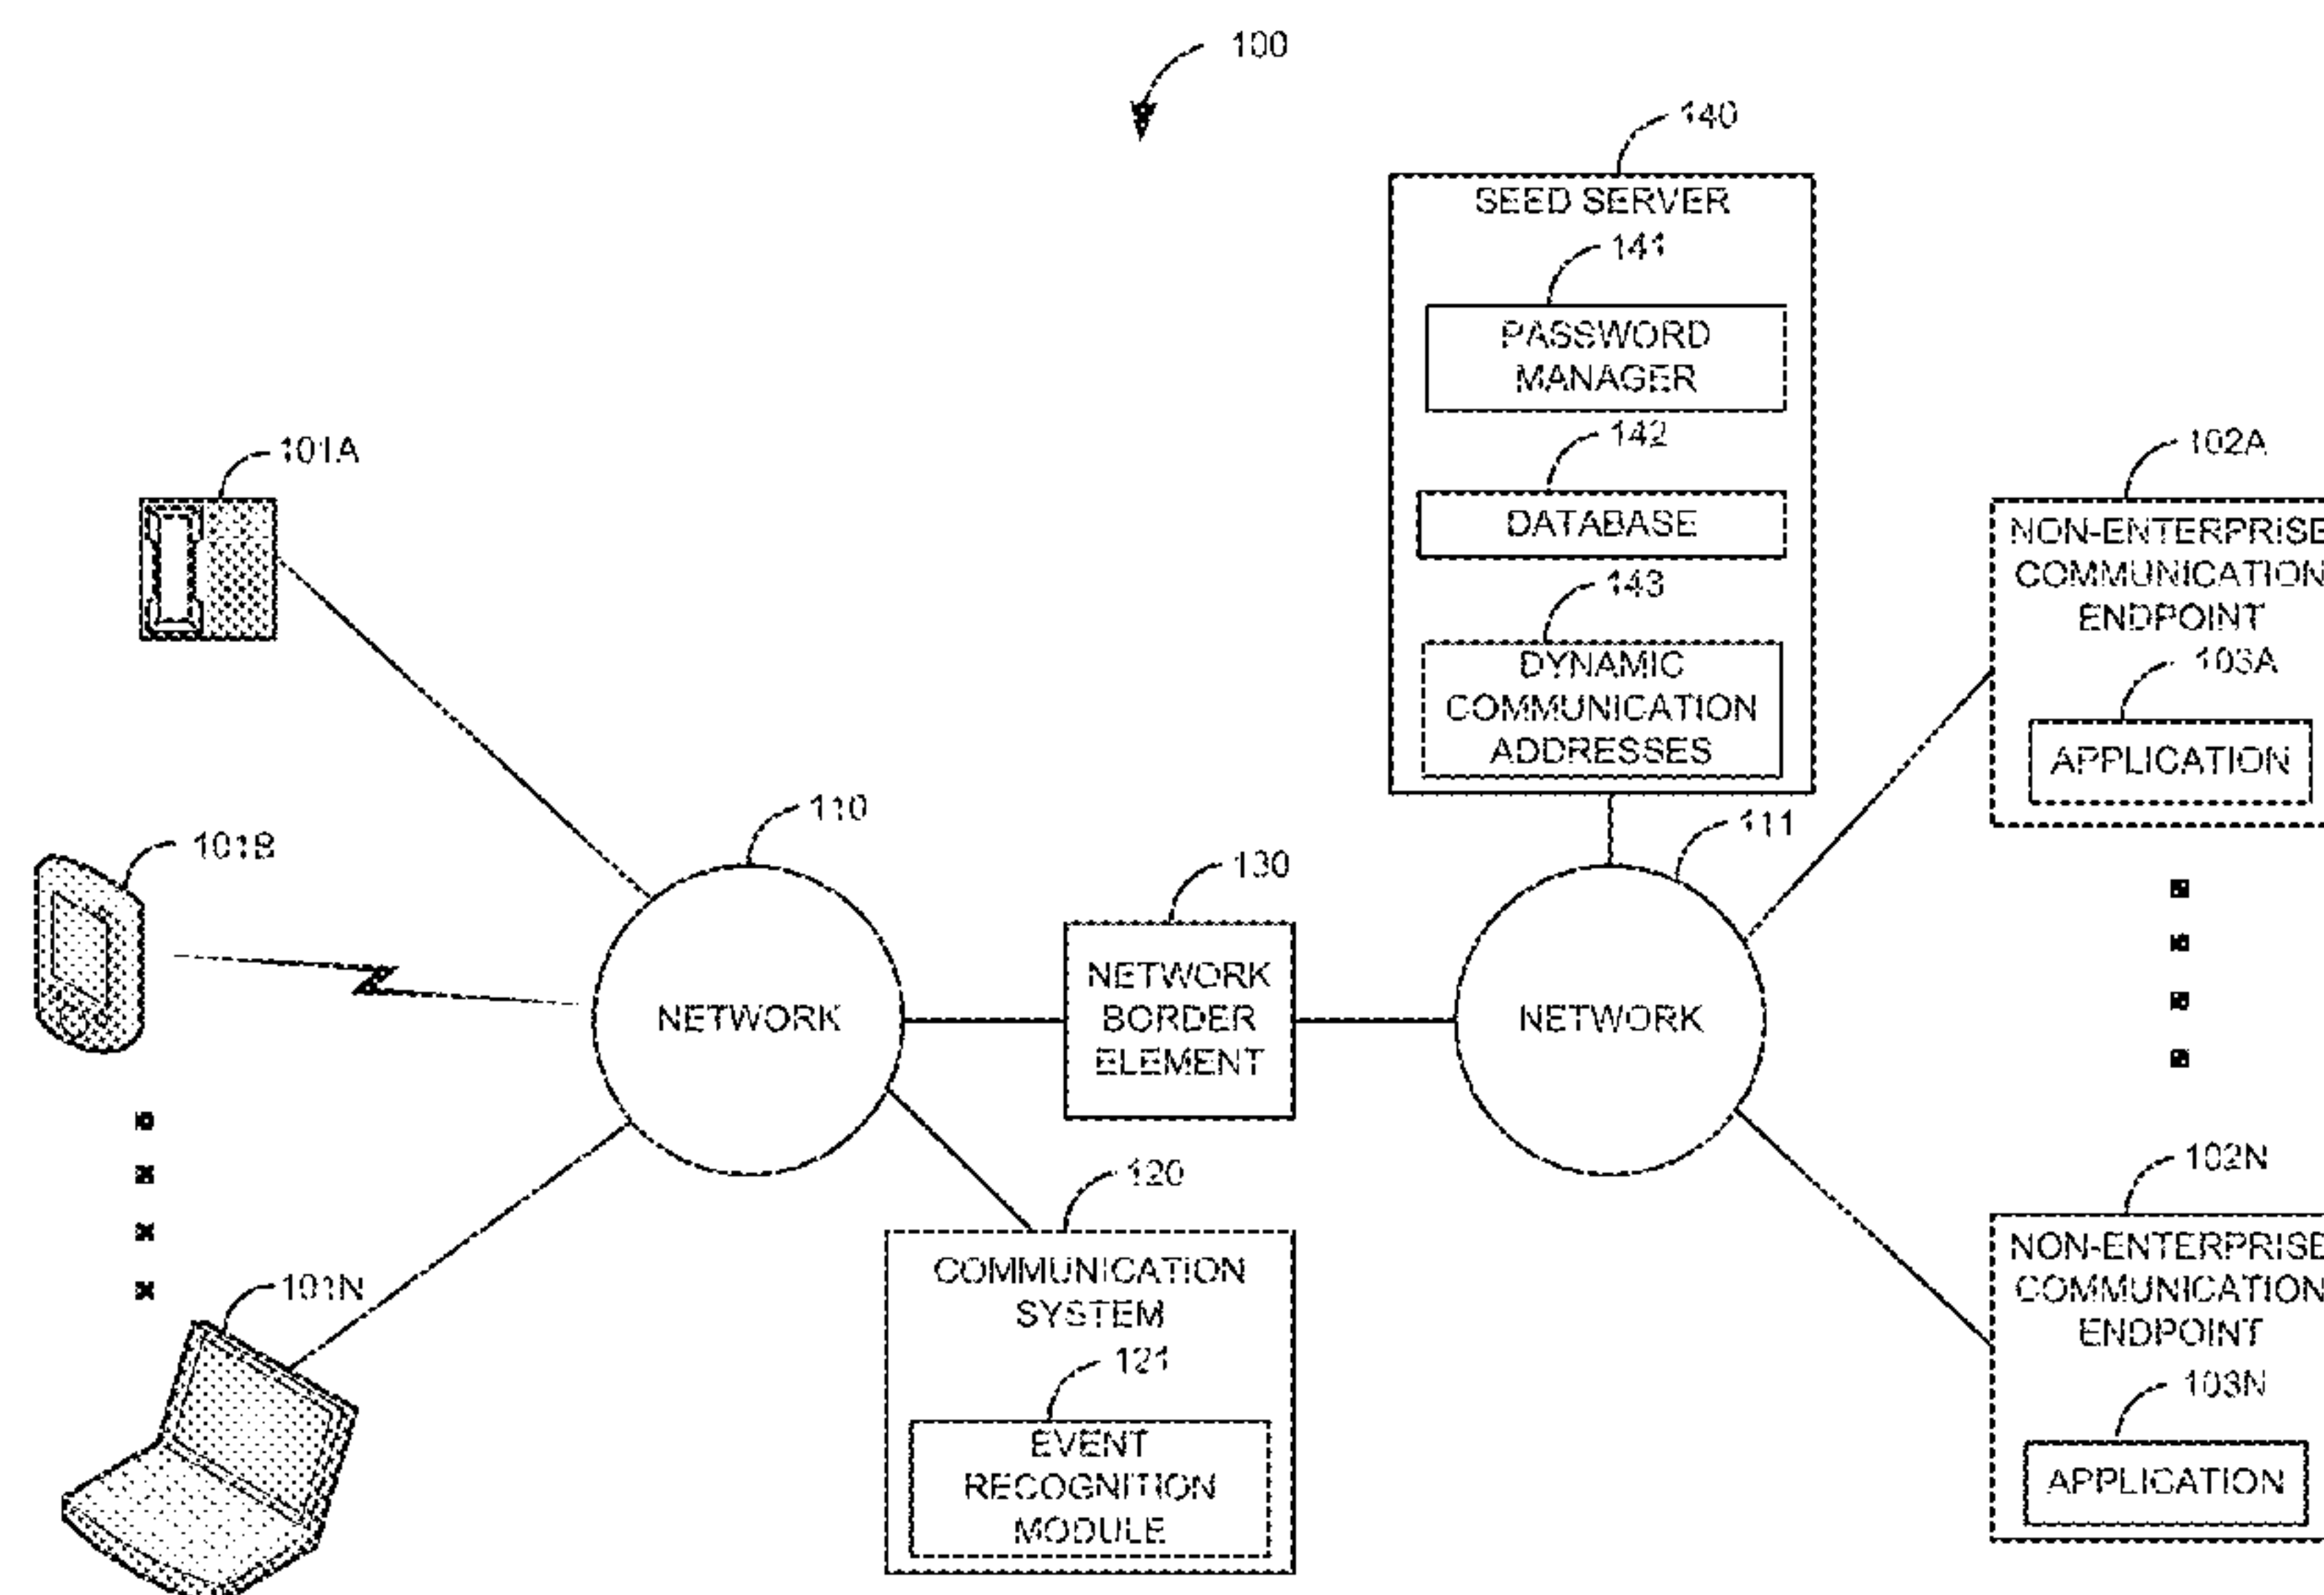 100
140
SEED SERVER
141
PASSWORD
MANAGER
142
DATABASE
143
DYNAMIC
COMMUNICATION
ADDRESSES
101A
101B
101N
110
NETWORK
130
NETWORK
BORDER
ELEMENT
111
NETWORK
120
COMMUNICATION
SYSTEM
121
EVENT
RECOGNITION
MODULE
102A
NON-ENTERPRISE
COMMUNICATION
ENDPOINT
103A
APPLICATION
102N
NON-ENTERPRISE
COMMUNICATION
ENDPOINT
103N
APPLICATION